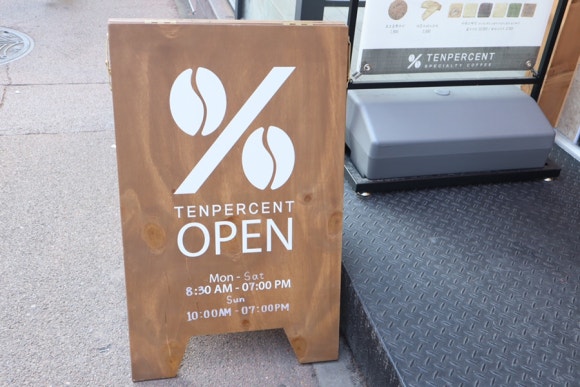 %
TENPERCENT
OPEN
Mon - Sat
8:30 AM - 07:00 PM
Sun
10:00AM - 07:00PM
% TENPERCENT
SPECIALTY COFFEE